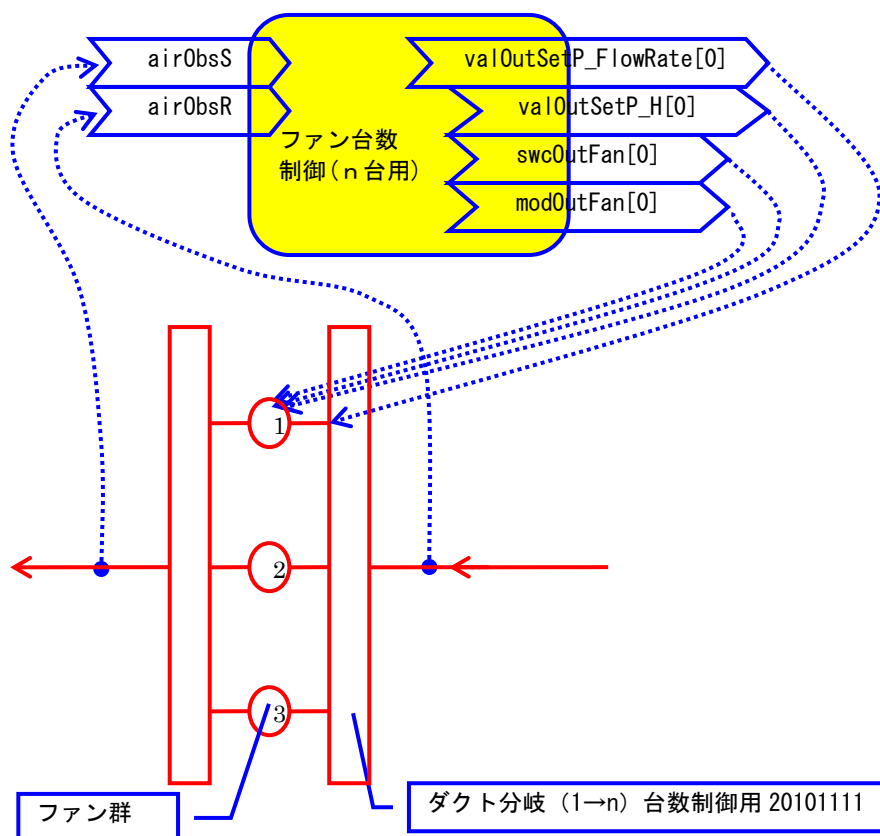 airObsS
airObsR
ファン台数
制御(n台用)
valOutSetP_FlowRate[0]
valOutSetP_H[0]
swcOutFan[0]
modOutFan[0]
1
2
3
ファン群
ダクト分岐（1→n）台数制御用 20101111